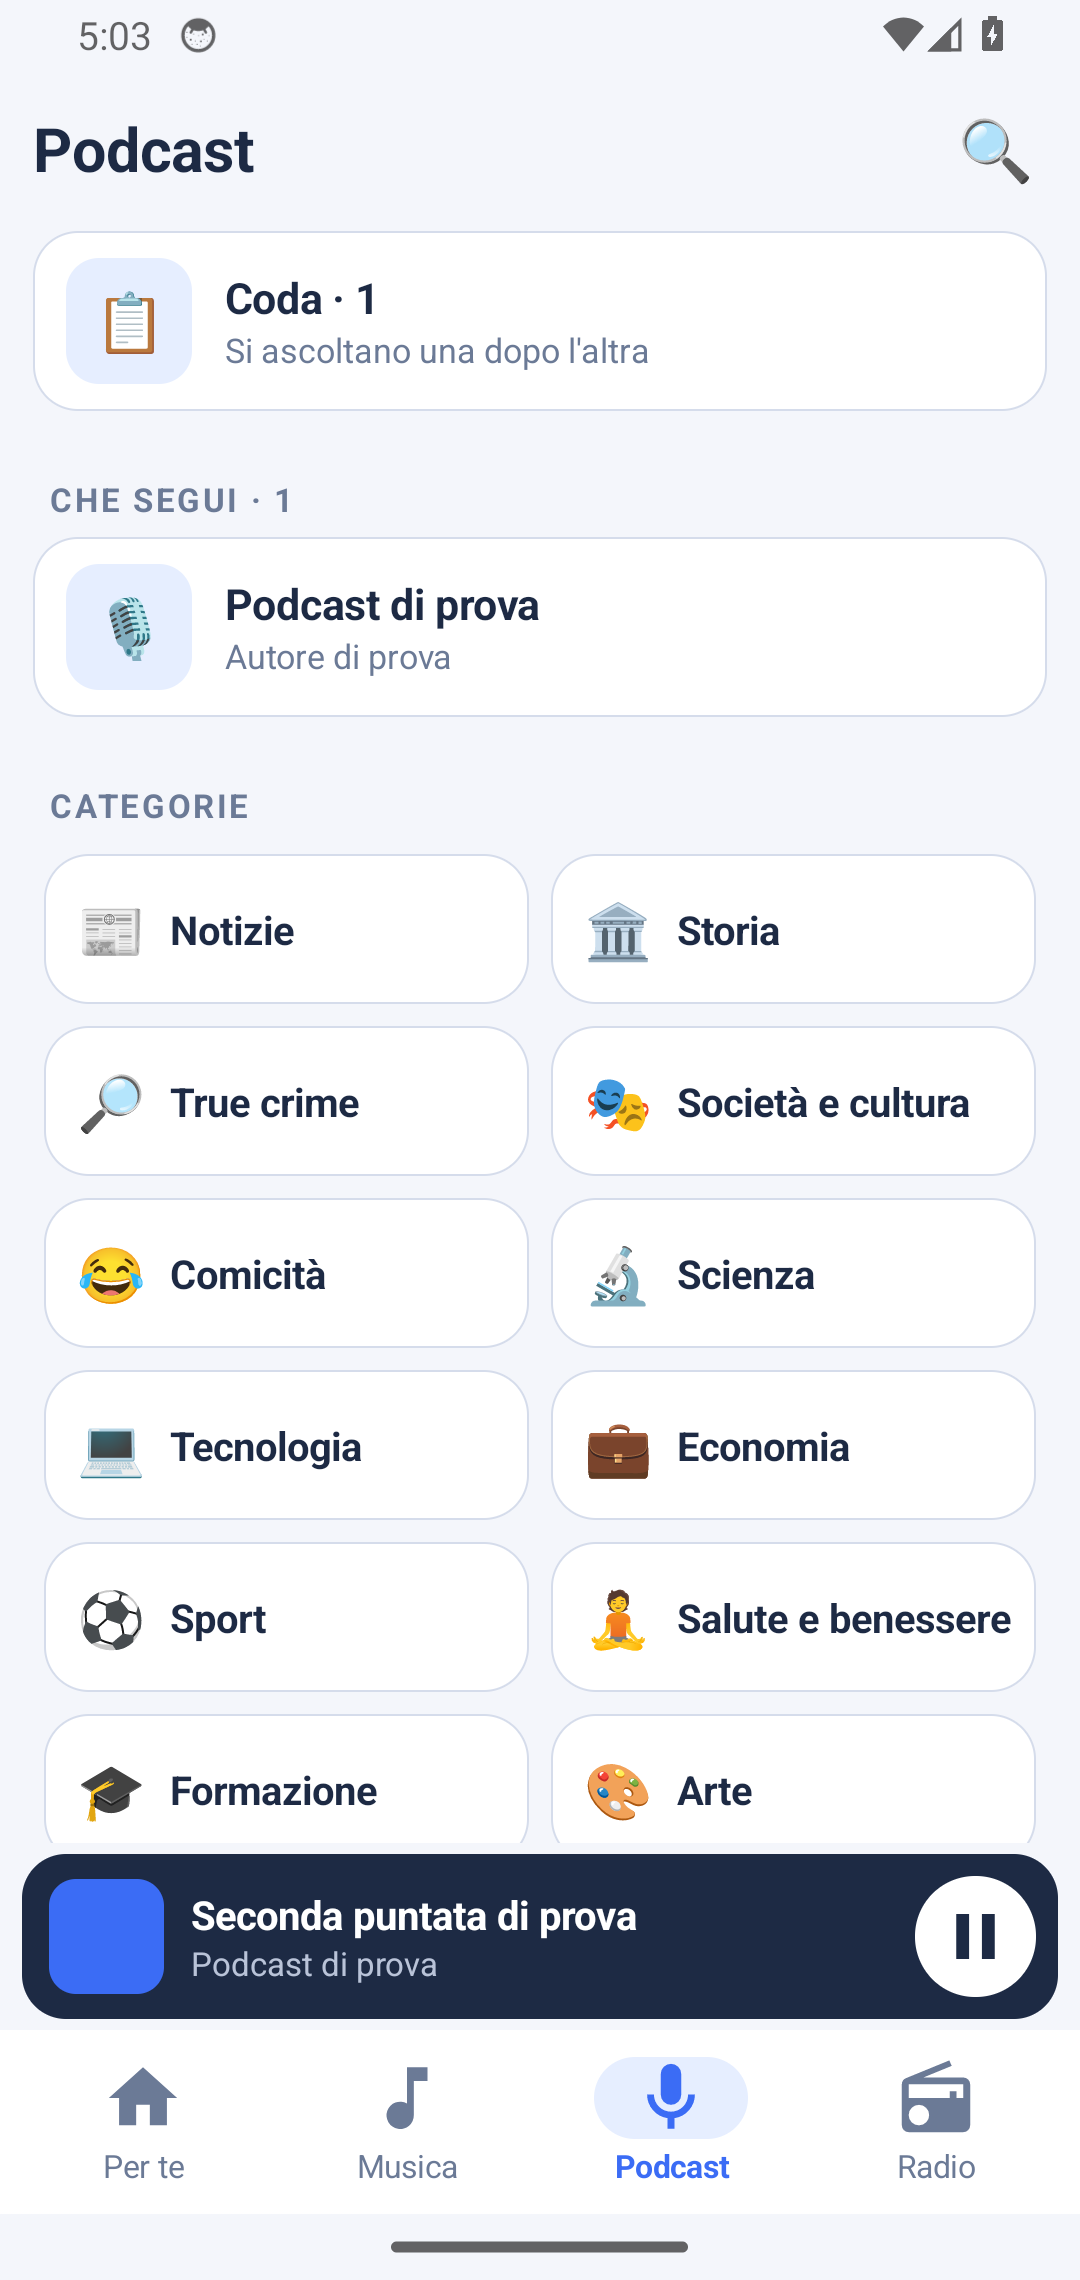 5:03
Podcast
Coda · 1
Si ascoltano una dopo l'altra
CHE SEGUI · 1
Podcast di prova
Autore di prova
CATEGORIE
Notizie
Storia
True crime
Società e cultura
Comicità
Scienza
Tecnologia
Economia
Sport
Salute e benessere
Formazione
Arte
Seconda puntata di prova
Podcast di prova
Per te
Musica
Podcast
Radio